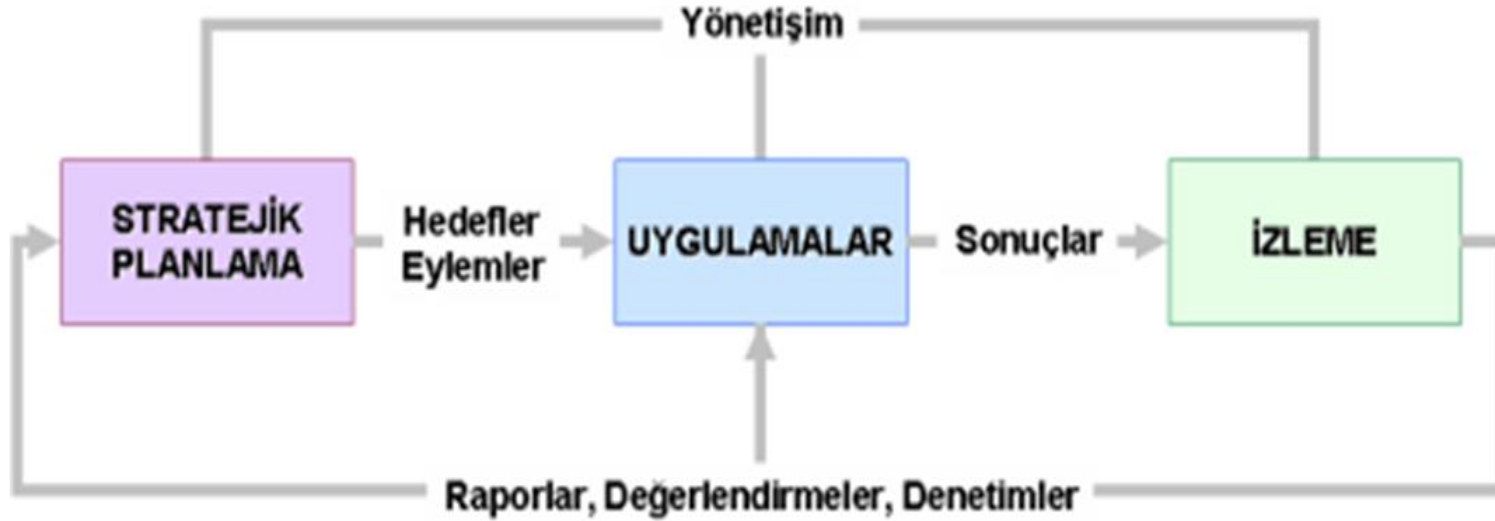 Yönetişim
STRATEJİK
PLANLAMA
Hedefler
Eylemler
UYGULAMALAR
Sonuçlar
İZLEME
Raporlar, Değerlendirmeler, Denetimler